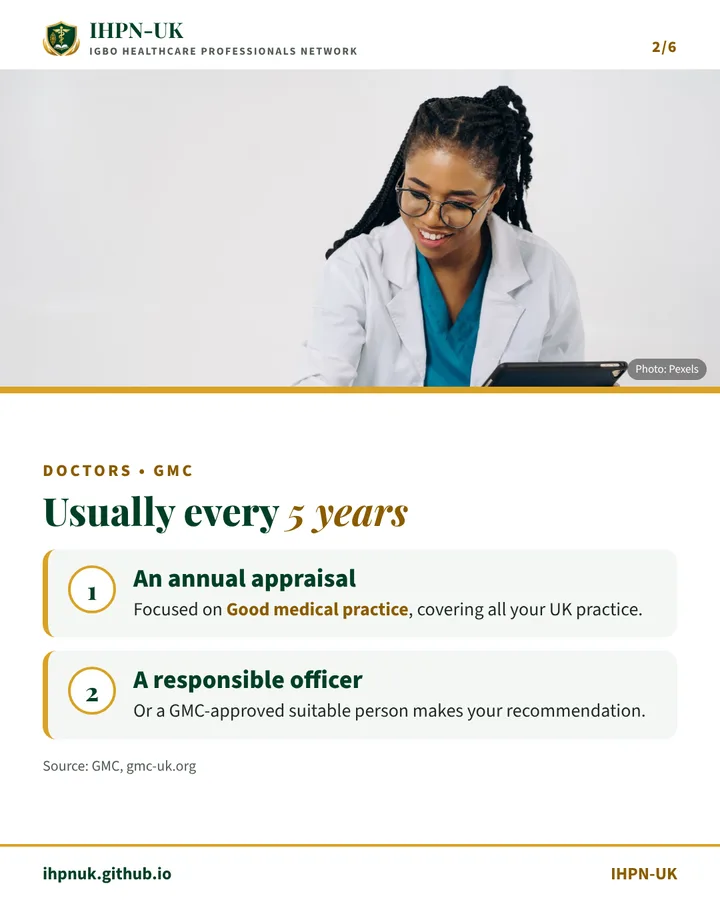 IHPN-UK
IGBO HEALTHCARE PROFESSIONALS NETWORK
2/6
Photo: Pexels
DOCTORS • GMC
Usually every 5 years
1
An annual appraisal
Focused on Good medical practice, covering all your UK practice.
2
A responsible officer
Or a GMC-approved suitable person makes your recommendation.
Source: GMC, gmc-uk.org
ihpnuk.github.io
IHPN-UK